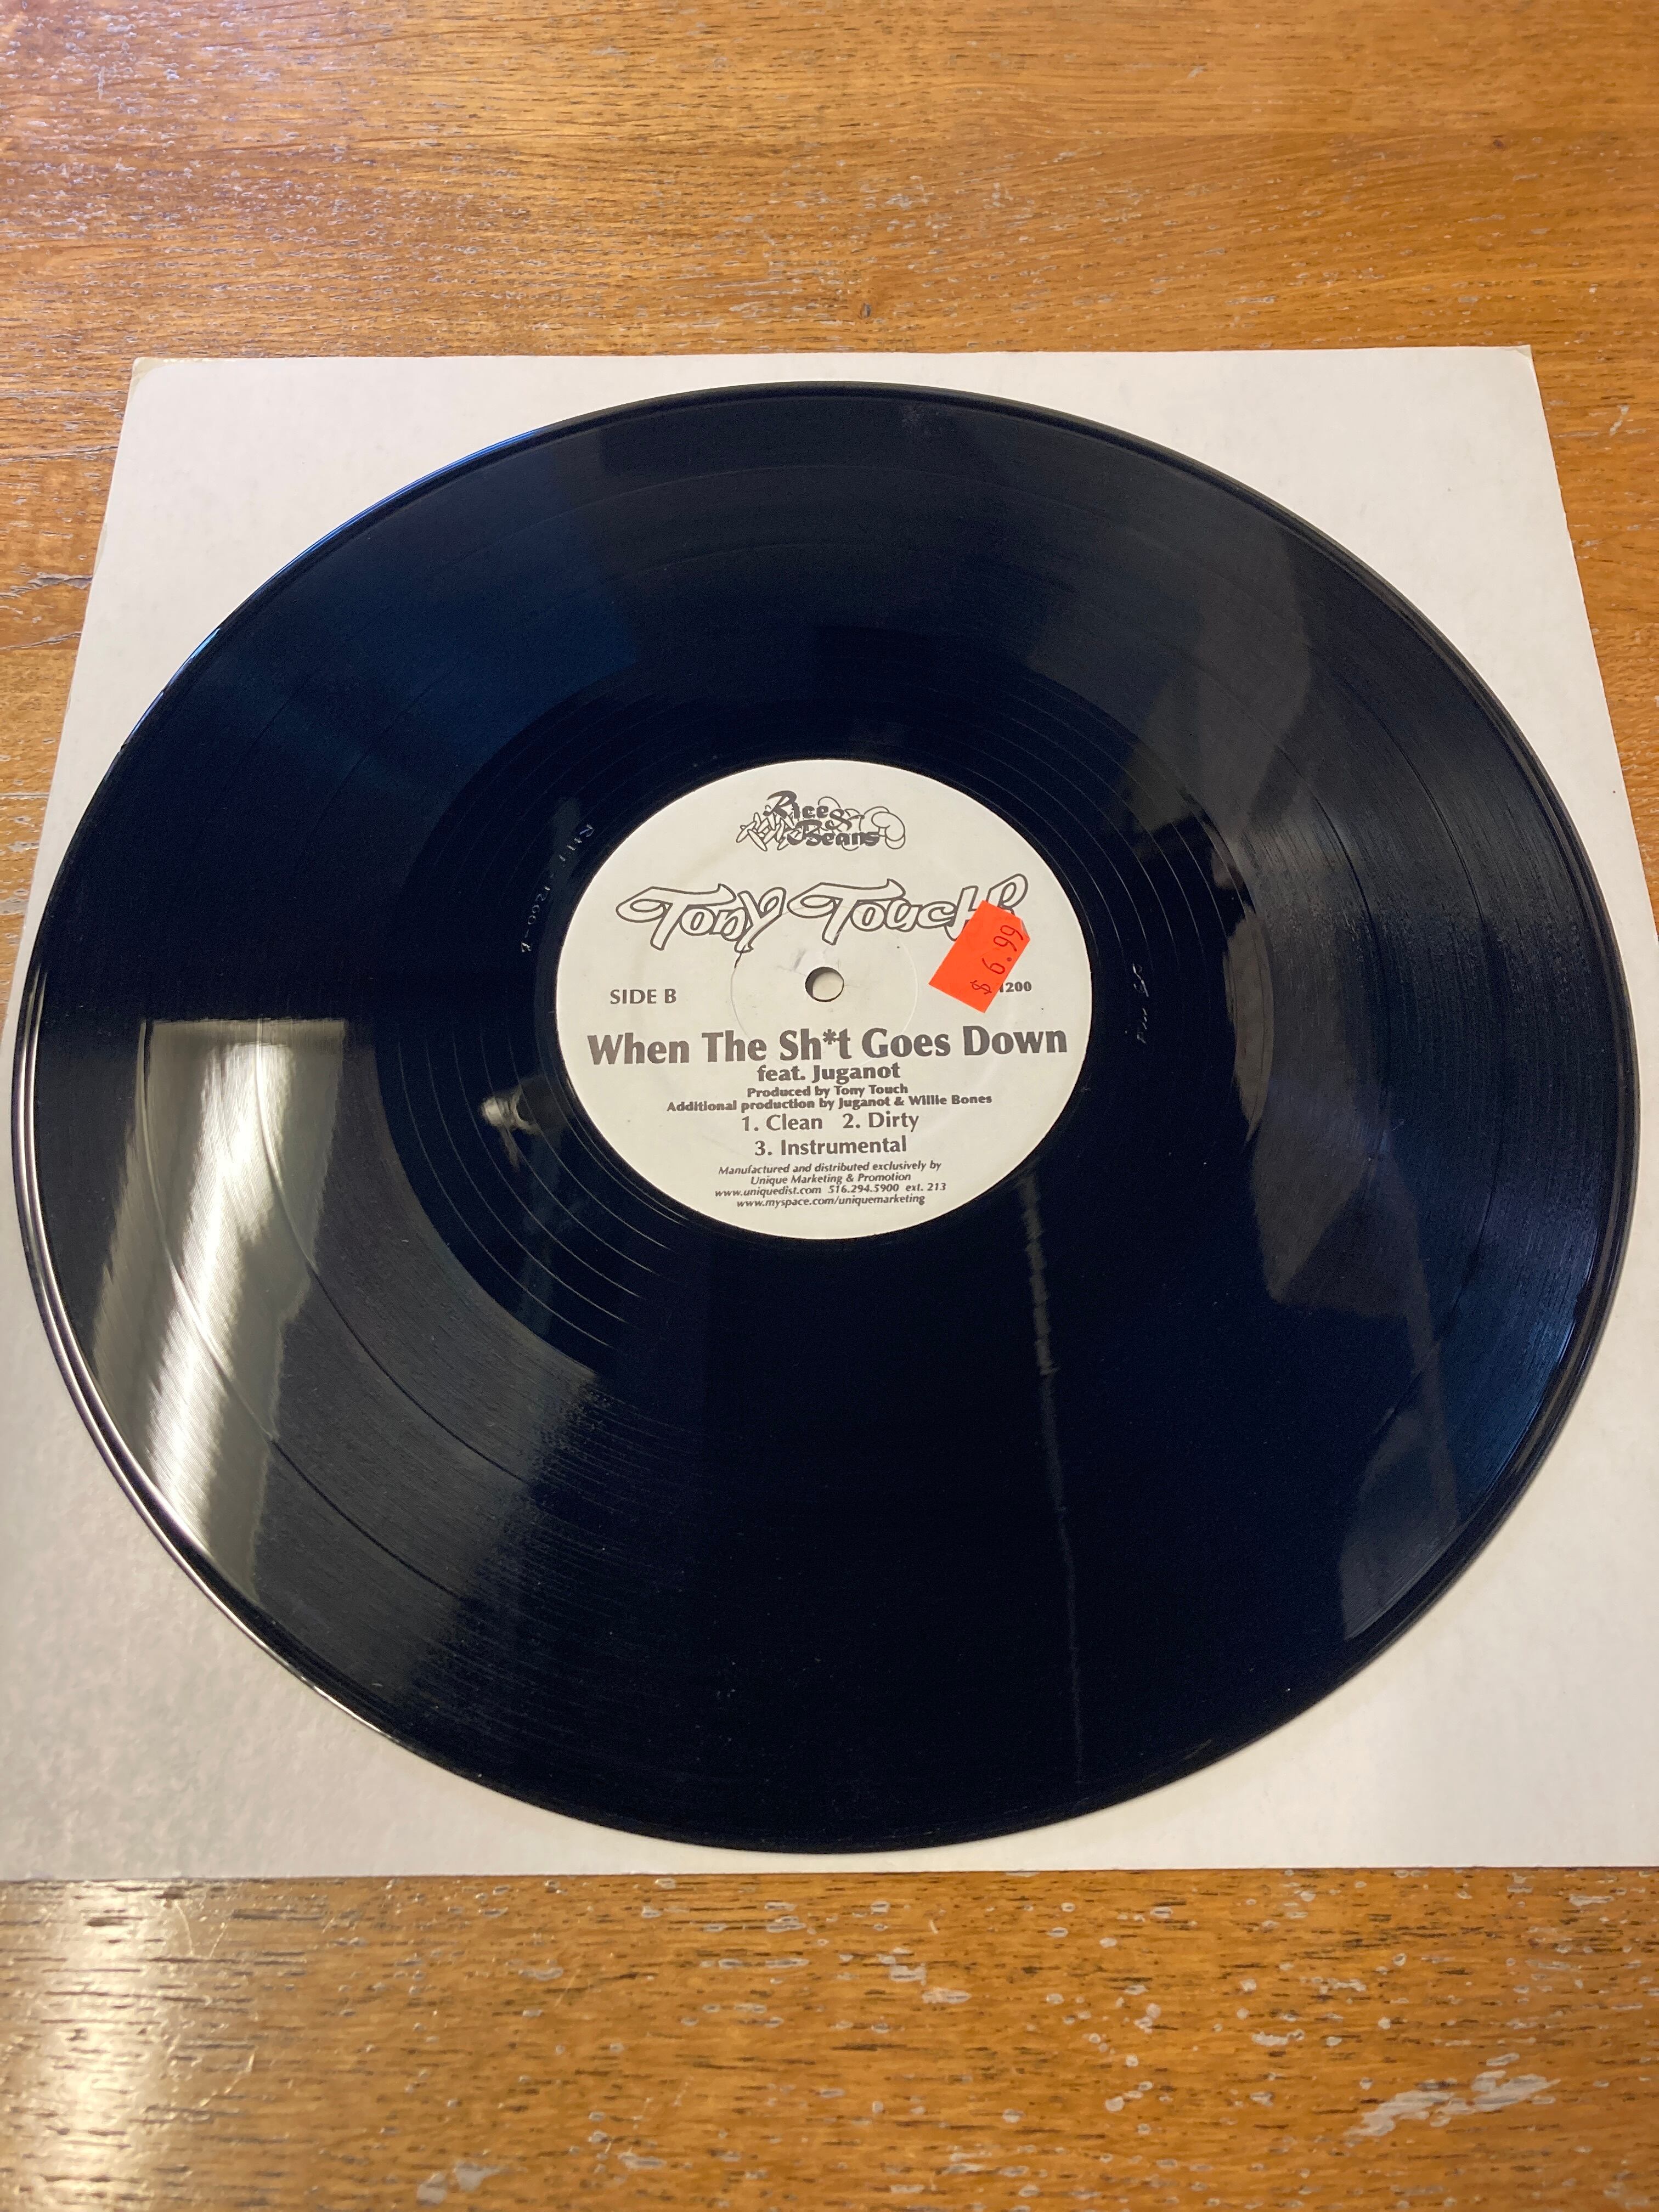 Rice &
Beans
Tony Touch
$ 6.99
SIDE B
1200
When The Sh*t Goes Down
feat. Juganot
Produced by Tony Touch
Additional production by Juganot & Willie Bones
1. Clean 2. Dirty
3. Instrumental
Manufactured and distributed exclusively by
Unique Marketing & Promotion
www.uniquedist.com 516.294.5900 ext. 213
www.myspace.com/uniquemarketing